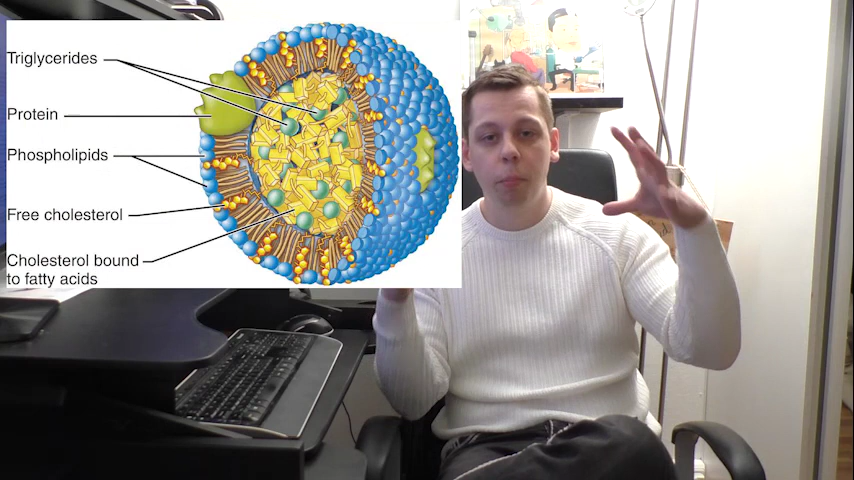 Triglycerides
Protein
Phospholipids
Free cholesterol
Cholesterol bound
to fatty acids